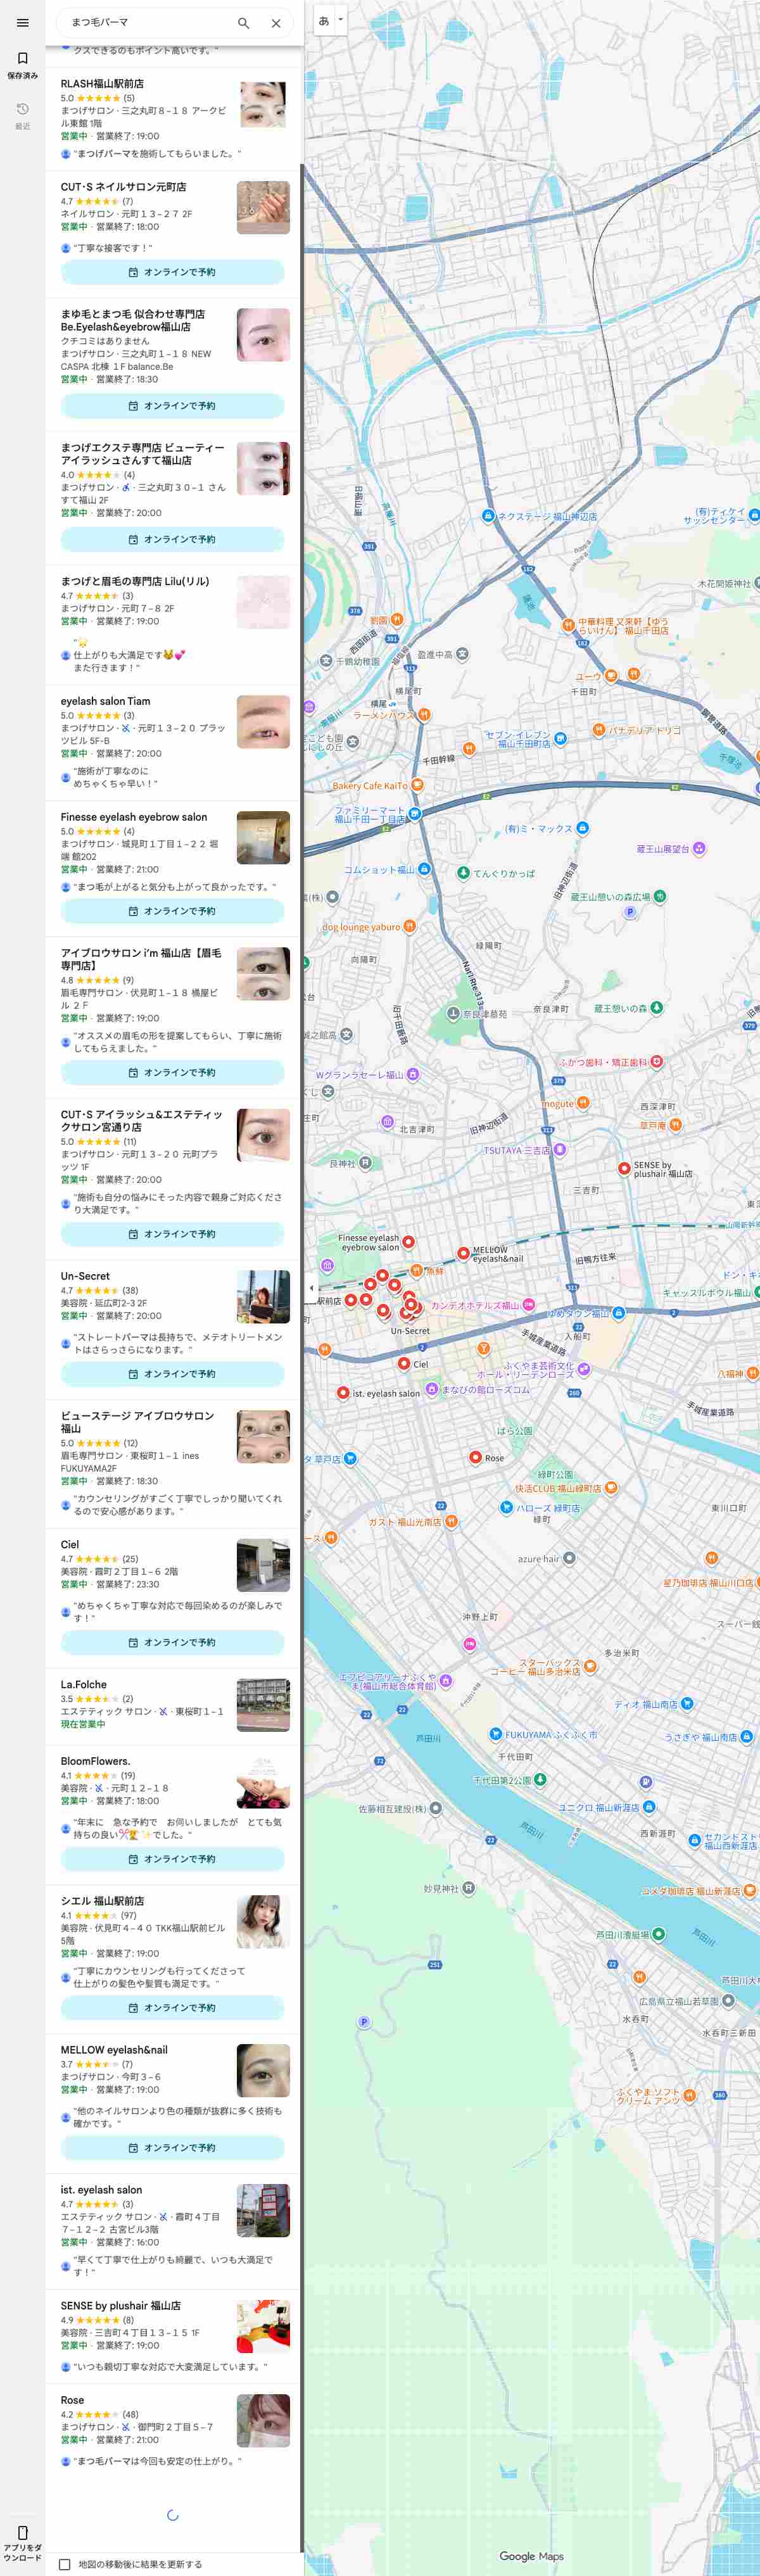 まつ毛パーマ
保存済み
最近
クスできるのもポイント高いです。"
RLASH福山駅前店
5.0 (5)
まつげサロン · 三之丸町８−１８ アークビ
ル東館 1階
営業中 · 営業終了: 19:00
"まつげパーマを施術してもらいました。"
CUT･S ネイルサロン元町店
4.7 (7)
ネイルサロン · 元町１３−２７ 2F
営業中 · 営業終了: 18:00
"丁寧な接客です！"
オンラインで予約
まゆ毛とまつ毛 似合わせ専門店
Be.Eyelash&eyebrow福山店
クチコミはありません
まつげサロン · 三之丸町１−１８ NEW
CASPA 北棟 １F balance.Be
営業中 · 営業終了: 18:30
オンラインで予約
まつげエクステ専門店 ビューティー
アイラッシュさんすて福山店
4.0 (4)
まつげサロン · 三之丸町３０−１ さん
すて福山 2F
営業中 · 営業終了: 20:00
オンラインで予約
まつげと眉毛の専門店 Lilu(リル)
4.7 (3)
まつげサロン · 元町７−８ 2F
営業中 · 営業終了: 19:00
仕上がりも大満足です😻💕
また行きます！"
eyelash salon Tiam
5.0 (3)
まつげサロン · 元町１３−２０ プラッ
ツビル 5F-B
営業中 · 営業終了: 20:00
"施術が丁寧なのに
めちゃくちゃ早い！"
Finesse eyelash eyebrow salon
5.0 (4)
まつげサロン · 城見町１丁目１−２２ 堀
端 館202
営業中 · 営業終了: 21:00
"まつ毛が上がると気分も上がって良かったです。"
オンラインで予約
アイブロウサロン i'm 福山店【眉毛
専門店】
4.8 (9)
眉毛専門サロン · 伏見町１−１８ 桶屋ビ
ル ２Ｆ
営業中 · 営業終了: 19:00
"オススメの眉毛の形を提案してもらい、丁寧に施術
してもらえました。"
オンラインで予約
CUT･S アイラッシュ&エステティッ
クサロン宮通り店
5.0 (11)
まつげサロン · 元町１３−２０ 元町プラ
ッツ 1F
営業中 · 営業終了: 20:00
"施術も自分の悩みにそった内容で親身ご対応くださ
り大満足です。"
オンラインで予約
Un-Secret
4.7 (38)
美容院 · 延広町2-3 2F
営業中 · 営業終了: 20:00
"ストレートパーマは長持ちで、メテオトリートメン
トはさらっさらになります。"
オンラインで予約
ビューステージ アイブロウサロン
福山
5.0 (12)
眉毛専門サロン · 東桜町１−１ ines
FUKUYAMA2F
営業中 · 営業終了: 18:30
"カウンセリングがすごく丁寧でしっかり聞いてくれ
るので安心感があります。"
Ciel
4.7 (25)
美容院 · 霞町２丁目１−６ 2階
営業中 · 営業終了: 23:30
"めちゃくちゃ丁寧な対応で毎回染めるのが楽しみで
す！"
オンラインで予約
La.Folche
3.5 (2)
エステティック サロン · 東桜町１−１
現在営業中
BloomFlowers.
4.1 (19)
美容院 · 元町１２−１８
営業中 · 営業終了: 18:00
"年末に　急な予約で　お伺いしましたが　とても気
持ちの良い✂️💇✨でした。"
オンラインで予約
シエル 福山駅前店
4.1 (97)
美容院 · 伏見町４−４０ TKK福山駅前ビル
5階
営業中 · 営業終了: 19:00
"丁寧にカウンセリングも行ってくださって
仕上がりの髪色や髪質も満足です。"
オンラインで予約
MELLOW eyelash&nail
3.7 (7)
まつげサロン · 今町３−６
営業中 · 営業終了: 19:00
"他のネイルサロンより色の種類が抜群に多く技術も
確かです。"
オンラインで予約
ist. eyelash salon
4.7 (3)
エステティック サロン · 霞町４丁目
７−１２−２ 古宮ビル3階
営業中 · 営業終了: 16:00
"早くて丁寧で仕上がりも綺麗で、いつも大満足で
す！"
SENSE by plushair 福山店
4.9 (8)
美容院 · 三吉町４丁目１３−１５ 1F
営業中 · 営業終了: 19:00
"いつも親切丁寧な対応で大変満足しています。"
Rose
4.2 (48)
まつげサロン · 御門町２丁目５−７
営業中 · 営業終了: 21:00
"まつ毛パーマは今回も安定の仕上がり。"
アプリをダ
ウンロード
地図の移動後に結果を更新する
あ
ネクステージ 福山神辺店
(有)ティケイ
サッシセンター
木花開姫神社
中華料理 又来軒【ゆう
らいけん】 福山千田店
劉園
千鶴幼稚園
盈進中高
ユーウ
千田町
横尾町
横尾
ラーメンハウス
パナデリア ドリゴ
セブン-イレブン
福山千田町店
千田幹線
Bakery Cafe KaiTo
ファミリーマート
福山千田一丁目店
(有)ミ・マックス
蔵王山展望台
コムショット福山
てんぐりかっぱ
旧神辺街道
蔵王山憩いの森広場
dog lounge yaburo
緑陽町
向陽町
Nat'l Rte 313
奈良津町
奈良津墓苑
蔵王憩いの森
旧千田裏路
ふかつ歯科・矯正歯科
Wグランラセーレ福山
mogute
西深津町
草戸庵
北吉津町
旧神辺街道
TSUTAYA 三吉店
艮神社
SENSE by
plushair 福山店
三吉町
Finesse eyelash
eyebrow salon
MELLOW
eyelash&nail
旧鴨方往来
魚鮮
カンデオホテルズ福山
ゆめタウン福山
キャッスルボウル福山
Un-Secret
入船町
手城産業道路
Ciel
ふくやま芸術文化
ホール・リーデンローズ
ist. eyelash salon
まなびの館ローズコム
八福神
手城産業道路
ばら公園
Rose
緑町公園
快活CLUB 福山緑町店
ハローズ 緑町店
緑町
東川口町
ガスト 福山光南店
azure hair
星乃珈琲店 福山川口店
沖野上町
多治米町
スターバックス
コーヒー 福山多治米店
エフピコアリーナふくや
ま(福山市総合体育館)
ディオ 福山南店
芦田川
FUKUYAMA ふくふく市
うさぎや 福山南店
千代田町
千代田第2公園
佐藤相互建設(株)
ユニクロ 福山新涯店
芦田川
西新涯町
セカンドスト
福山西新涯店
妙見神社
コメダ珈琲店 福山新涯店
芦田川漕艇場
芦田川
広島県立福山若草園
水呑町
水呑町三新田
ふくやま ソフト
クリーム アンツ
Google Maps